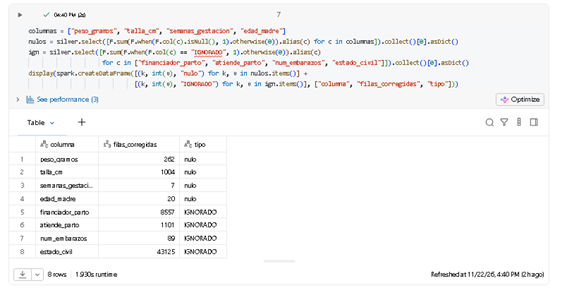 04:40 PM (2s)
7
columns = ["peso_gramos", "talla_cm", "semanas_gestacion", "edad_madre"]
nulos = silver.select([F.sum(F.when(F.col(c).isNull(), 1).otherwise(0)).alias(c) for c in columns]).collect()[0].asDict()
ign = silver.select([F.sum(F.when(F.col(c) == "IGNORADO", 1).otherwise(0)).alias(c)
for c in ["financiador_parto", "atiende_parto", "num_embarazos", "estado_civil"]]).collect()[0].asDict()
display(spark.createDataFrame([(k, int(v), "nulo") for k, v in nulos.items()] +
[(k, int(v), "IGNORADO") for k, v in ign.items()], ["columna", "filas_corregidas", "tipo"]))
See performance (3)
Optimize
Table
columna filas_corregidas tipo
1 peso_gramos 262 nulo
2 talla_cm 1004 nulo
3 semanas_gestaci... 7 nulo
4 edad_madre 20 nulo
5 financiador_parto 8557 IGNORADO
6 atiende_parto 1101 IGNORADO
7 num_embarazos 89 IGNORADO
8 estado_civil 43125 IGNORADO
8 rows 1.930s runtime
Refreshed at 11/22/26, 4:40 PM (2h ago)